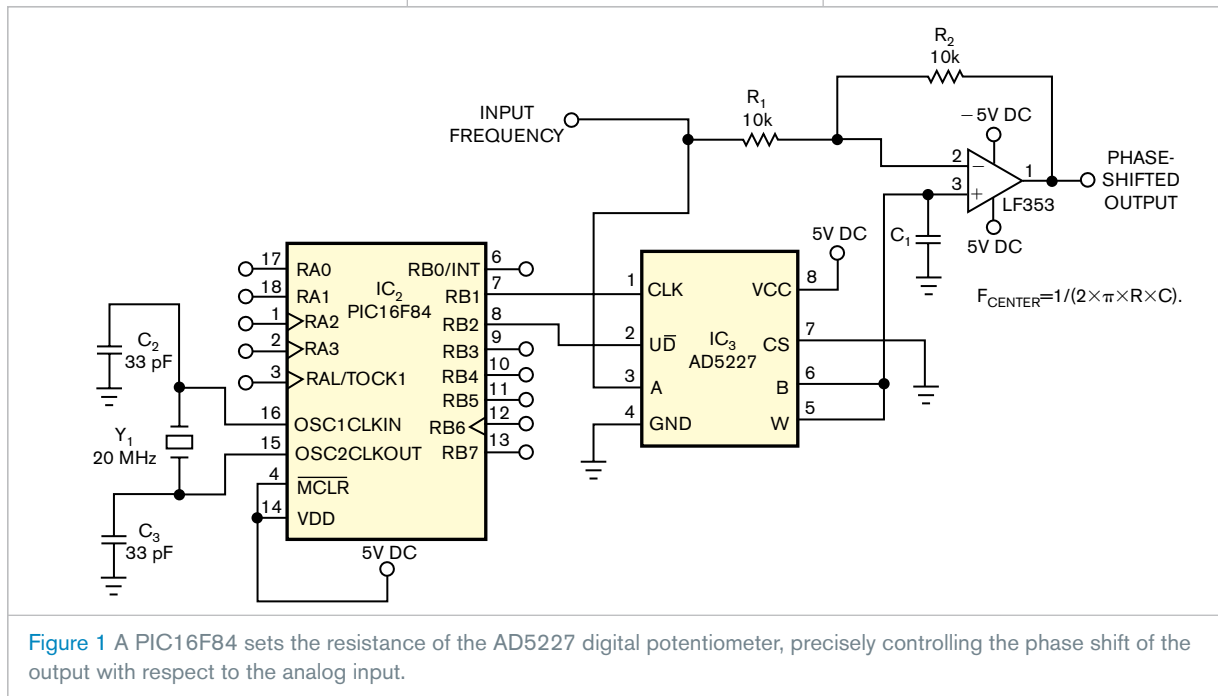 R2
10k
R1
10k
INPUT
FREQUENCY
−5V DC
2
−
1
3
+
LF353
5V DC
PHASE-
SHIFTED
OUTPUT
C1
FCENTER=1/(2×π×R×C).
17
RA0
18
RA1
1
RA2
2
RA3
3
RAL/TOCK1
16
OSC1CLKIN
15
OSC2CLKOUT
4
MCLR
14
VDD
IC2
PIC16F84
6
RB0/INT
7
RB1
8
RB2
9
RB3
10
RB4
11
RB5
12
RB6
13
RB7
5V DC
C2
33 pF
Y1
20 MHz
C3
33 pF
1
CLK
2
UD̅
3
A
4
GND
IC3
AD5227
5V DC
8
VCC
7
CS
6
B
5
W
Figure 1 A PIC16F84 sets the resistance of the AD5227 digital potentiometer, precisely controlling the phase shift of the
output with respect to the analog input.